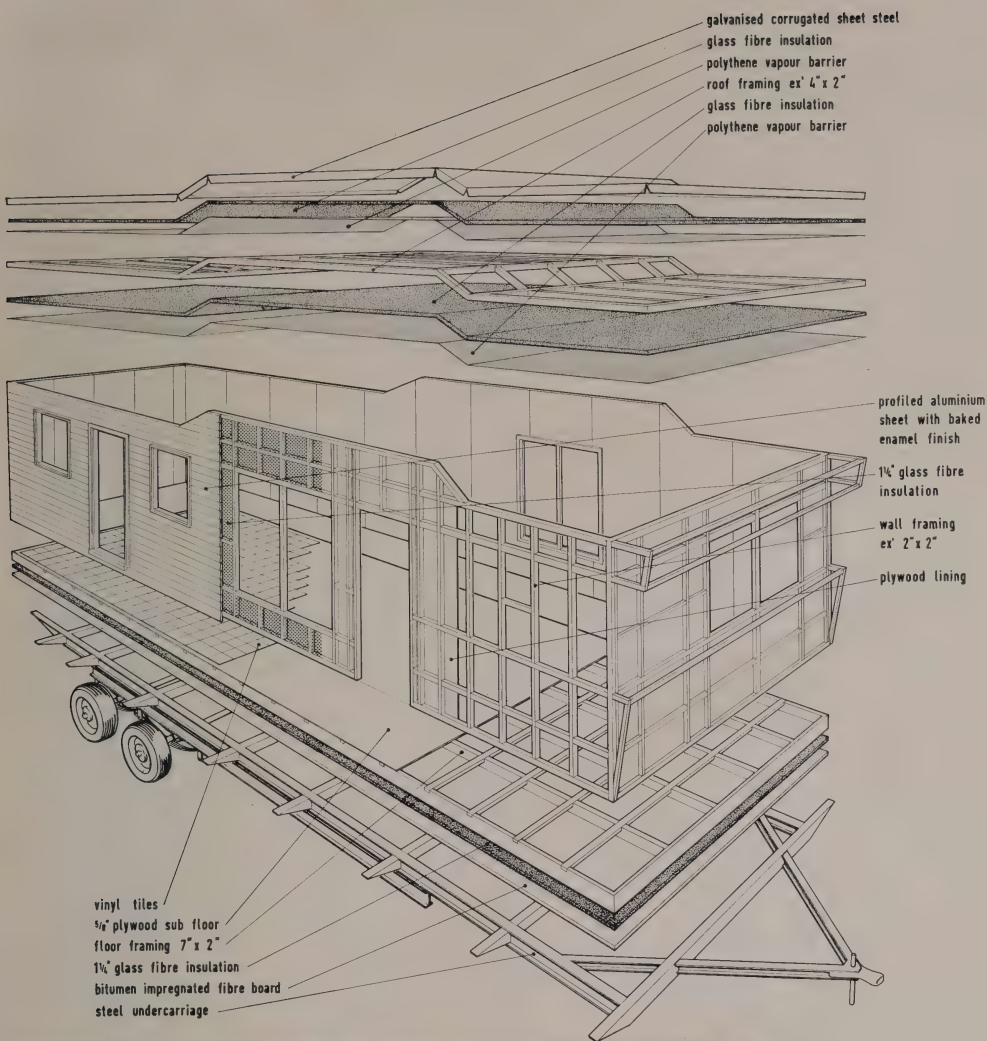 galvanised corrugated sheet steel
glass fibre insulation
polythene vapour barrier
roof framing ex' 4" x 2"
glass fibre insulation
polythene vapour barrier
profiled aluminium
sheet with baked
enamel finish
1¼" glass fibre
insulation
wall framing
ex' 2" x 2"
plywood lining
vinyl tiles
5/8" plywood sub floor
floor framing 7" x 2"
1¼" glass fibre insulation
bitumen impregnated fibre board
steel undercarriage